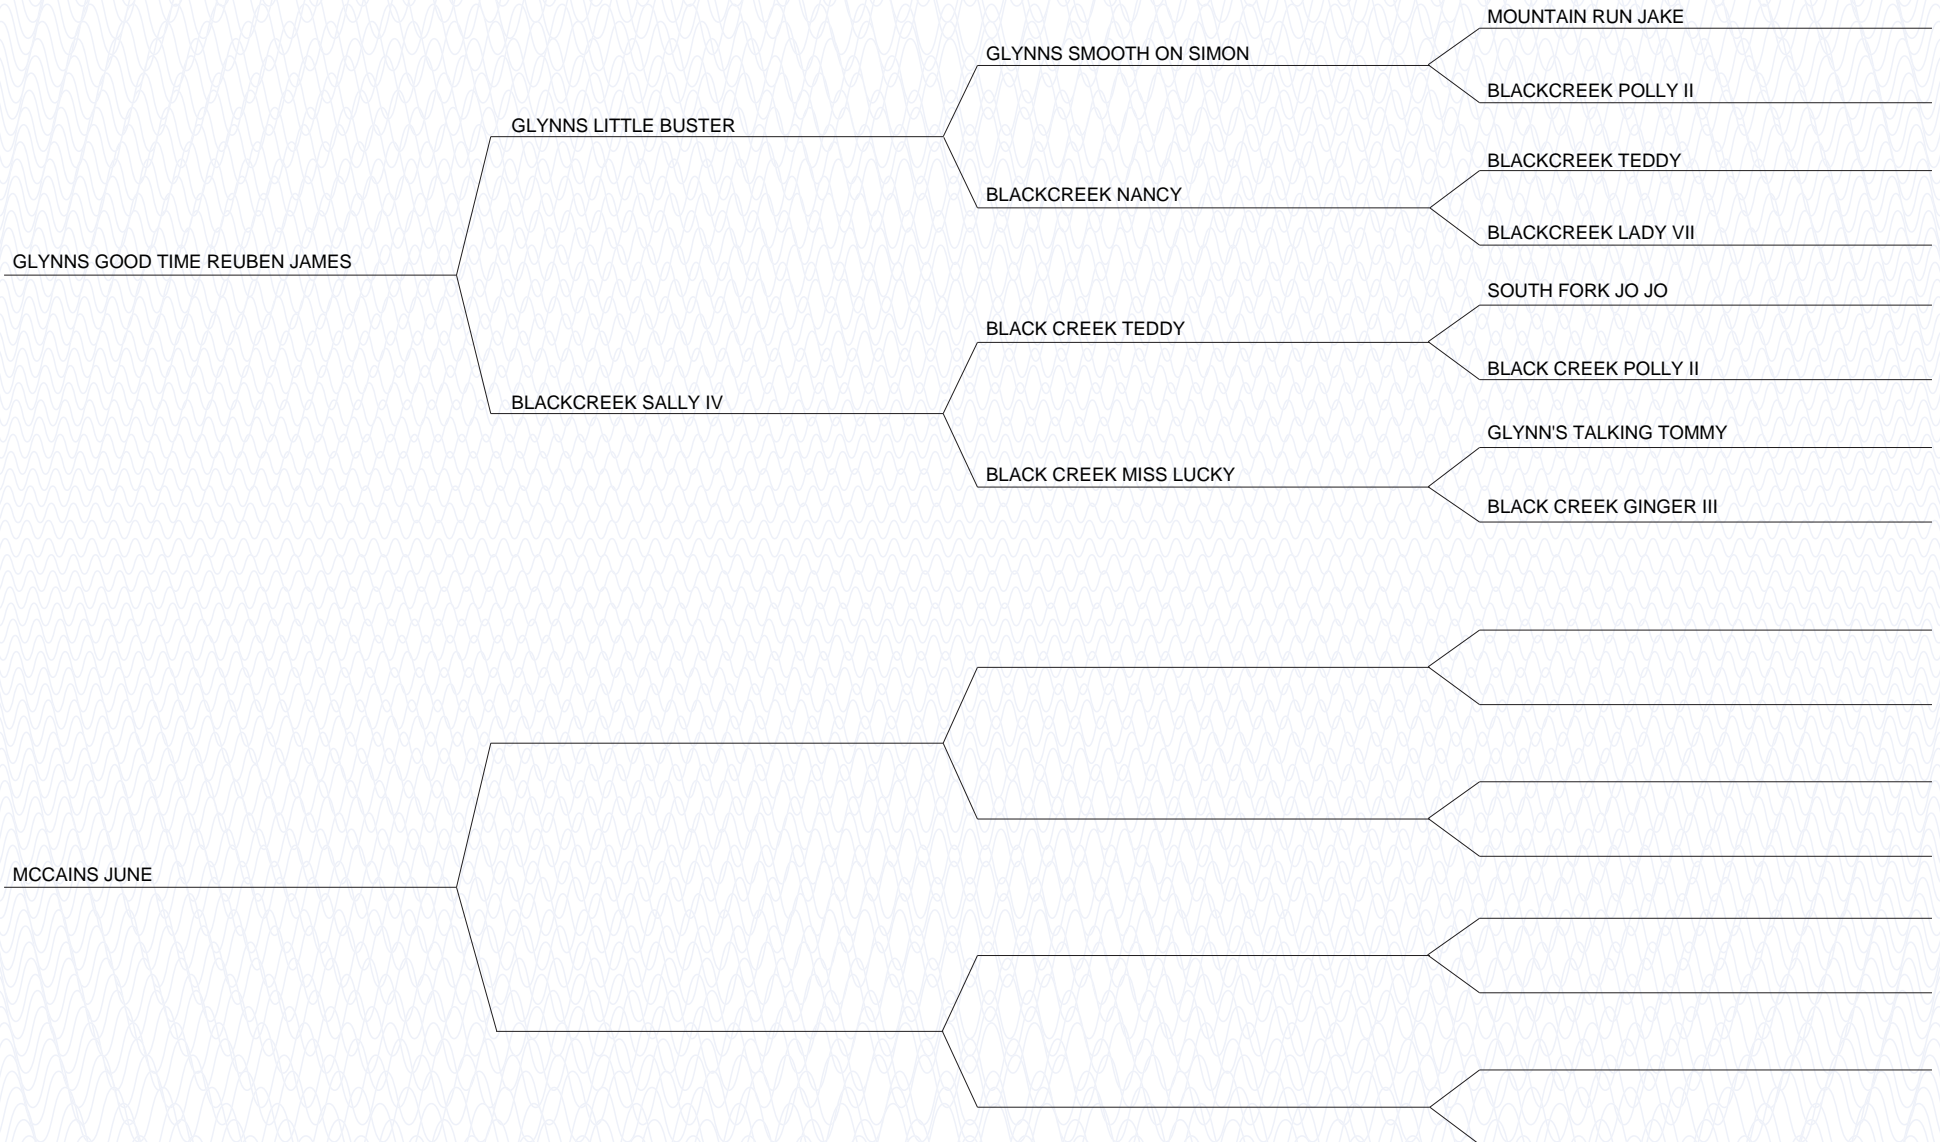 MOUNTAIN RUN JAKE
GLYNNS SMOOTH ON SIMON
BLACKCREEK POLLY II
GLYNNS LITTLE BUSTER
BLACKCREEK TEDDY
BLACKCREEK NANCY
BLACKCREEK LADY VII
GLYNNS GOOD TIME REUBEN JAMES
SOUTH FORK JO JO
BLACK CREEK TEDDY
BLACK CREEK POLLY II
BLACKCREEK SALLY IV
GLYNN'S TALKING TOMMY
BLACK CREEK MISS LUCKY
BLACK CREEK GINGER III
MCCAINS JUNE